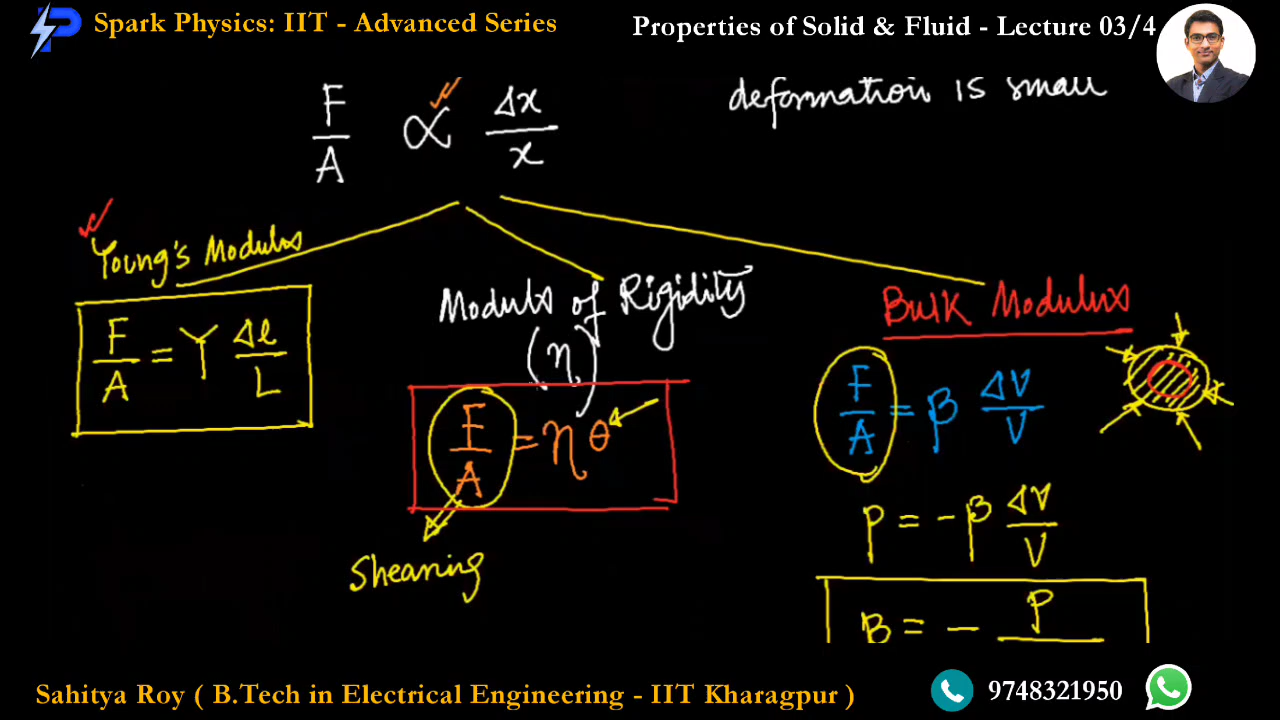 Spark Physics: IIT - Advanced Series
Properties of Solid & Fluid - Lecture 03/4
deformation is small
F/A ∝ Δx/x
Young's Modulus
F/A = Y Δl/L
Moduls of Rigidity
(η)
F/A = η θ
Shearing
Bulk Modulus
F/A = β ΔV/V
P = - β ΔV/V
B = - P
Sahitya Roy ( B.Tech in Electrical Engineering - IIT Kharagpur )
9748321950